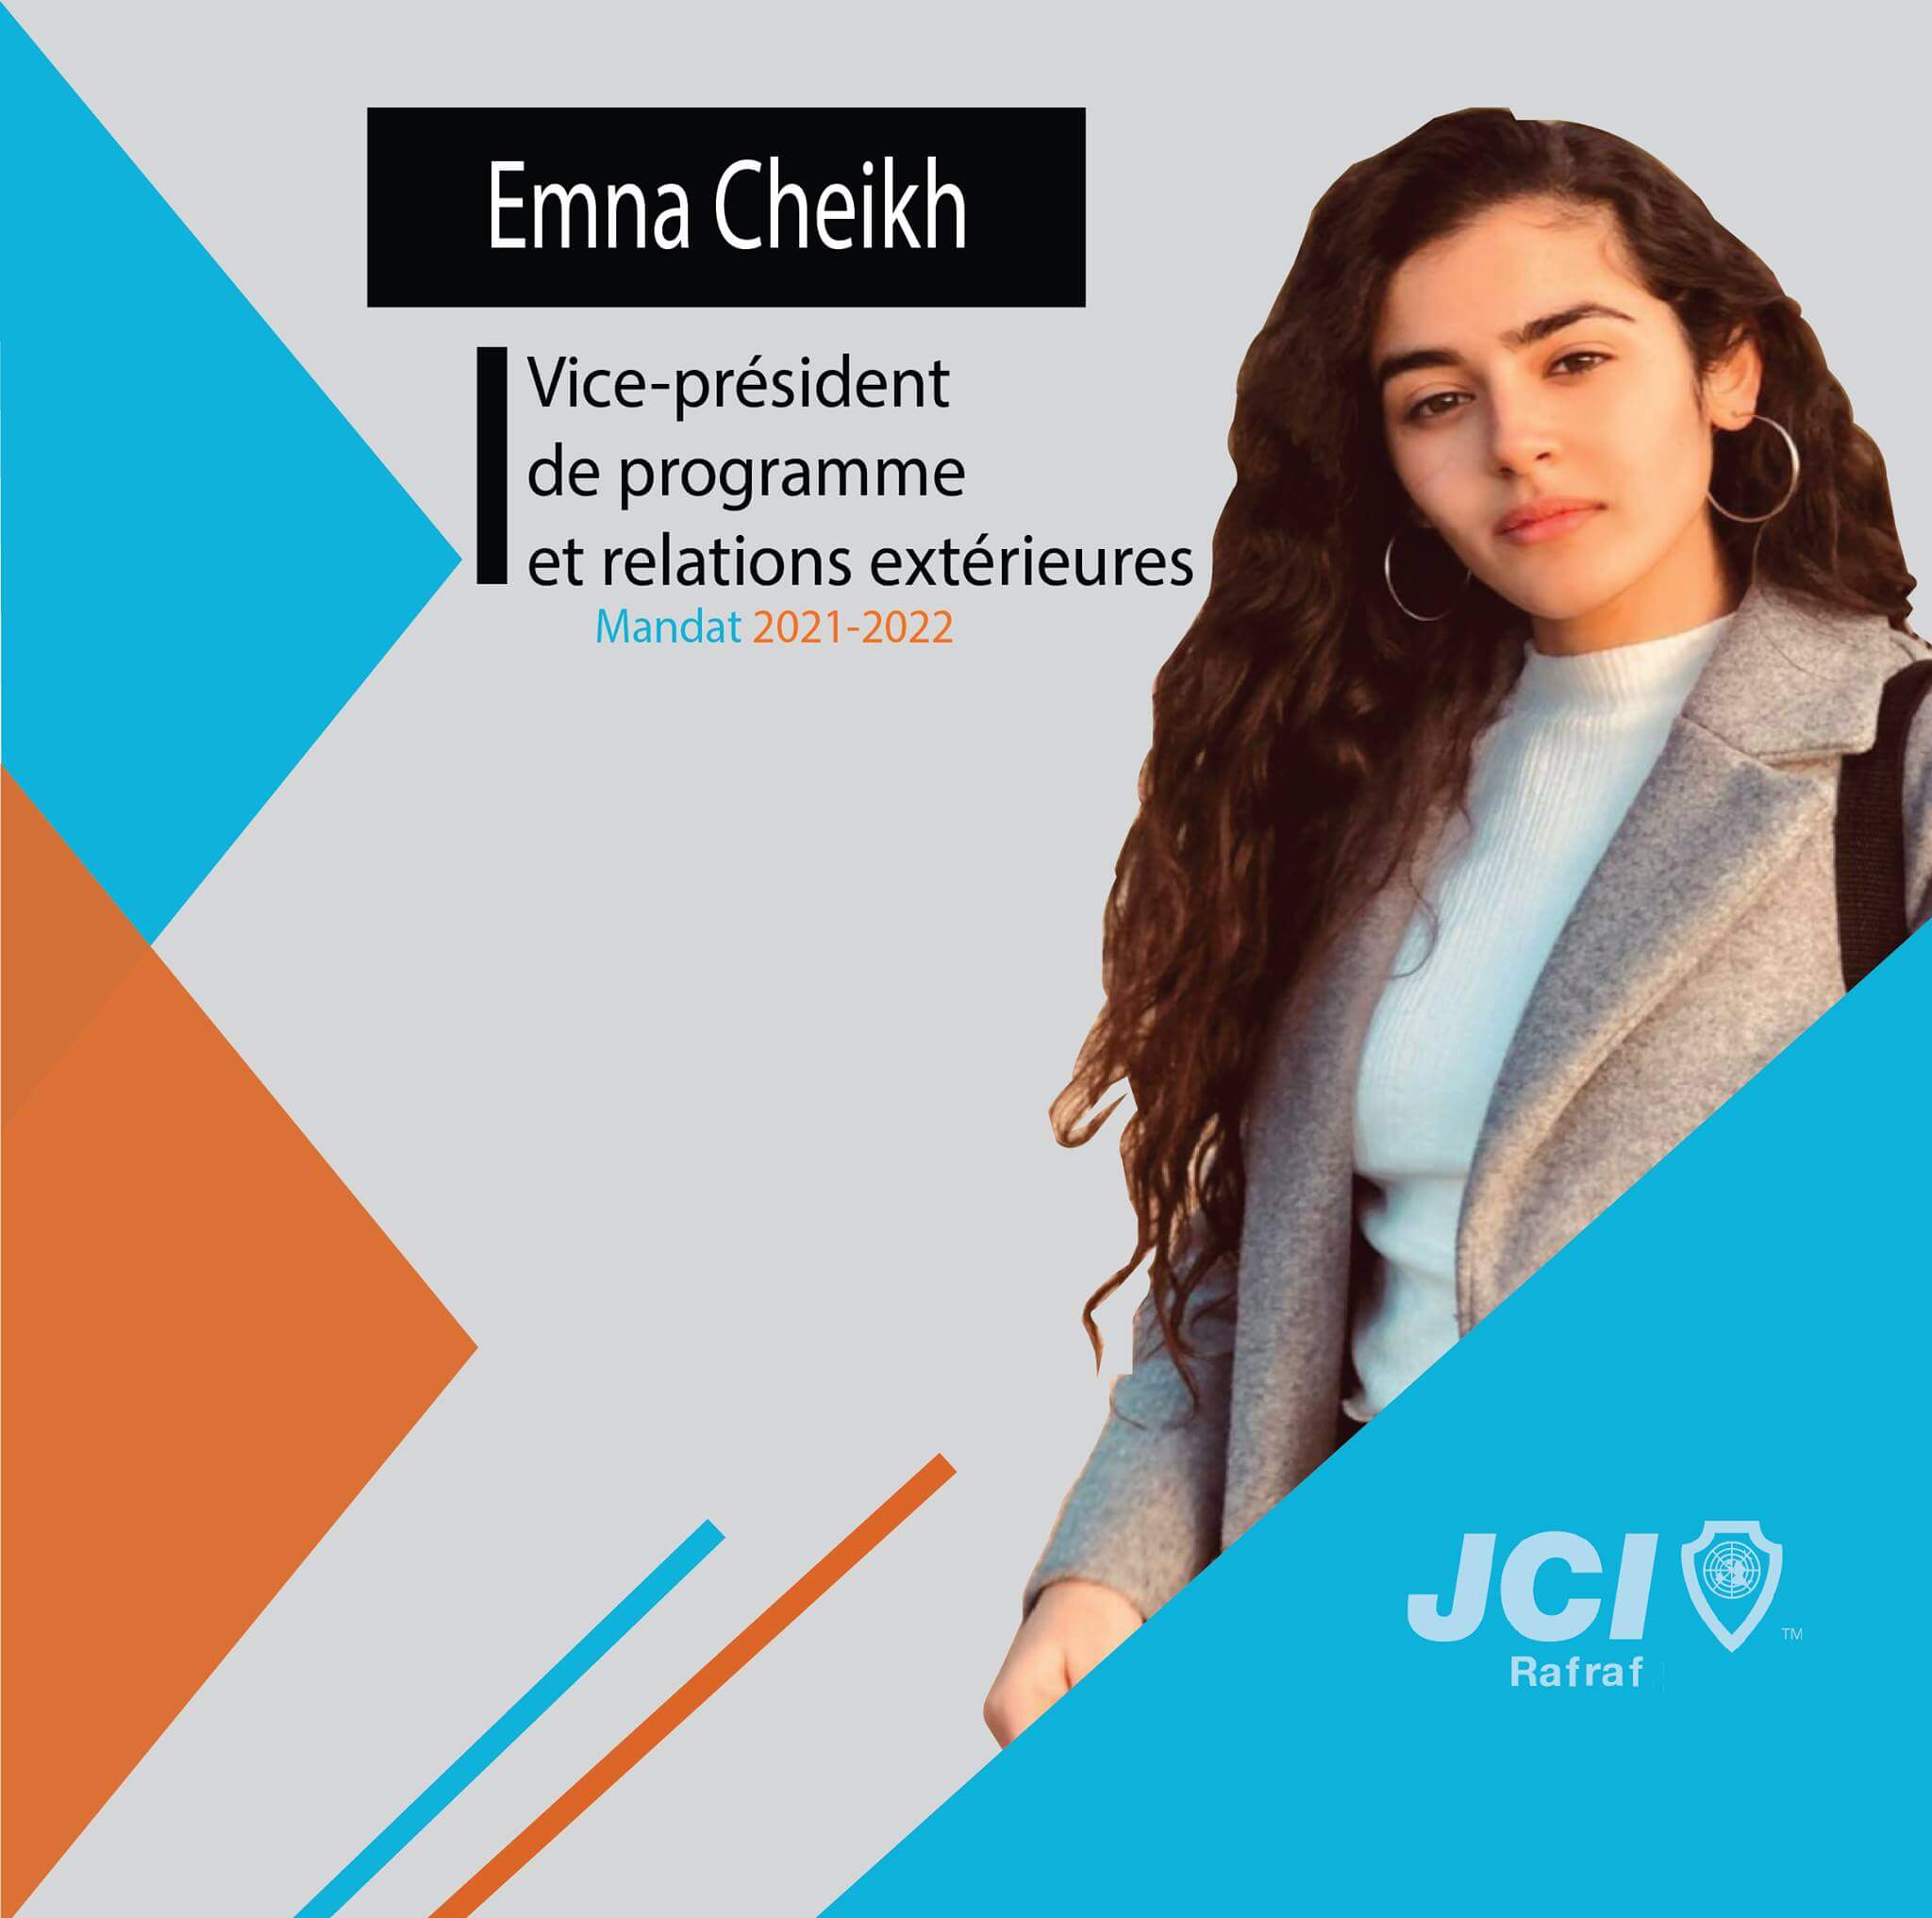 Emna Cheikh
Vice-président
de programme
et relations extérieures
Mandat 2021-2022
JCI
TM
Rafraf